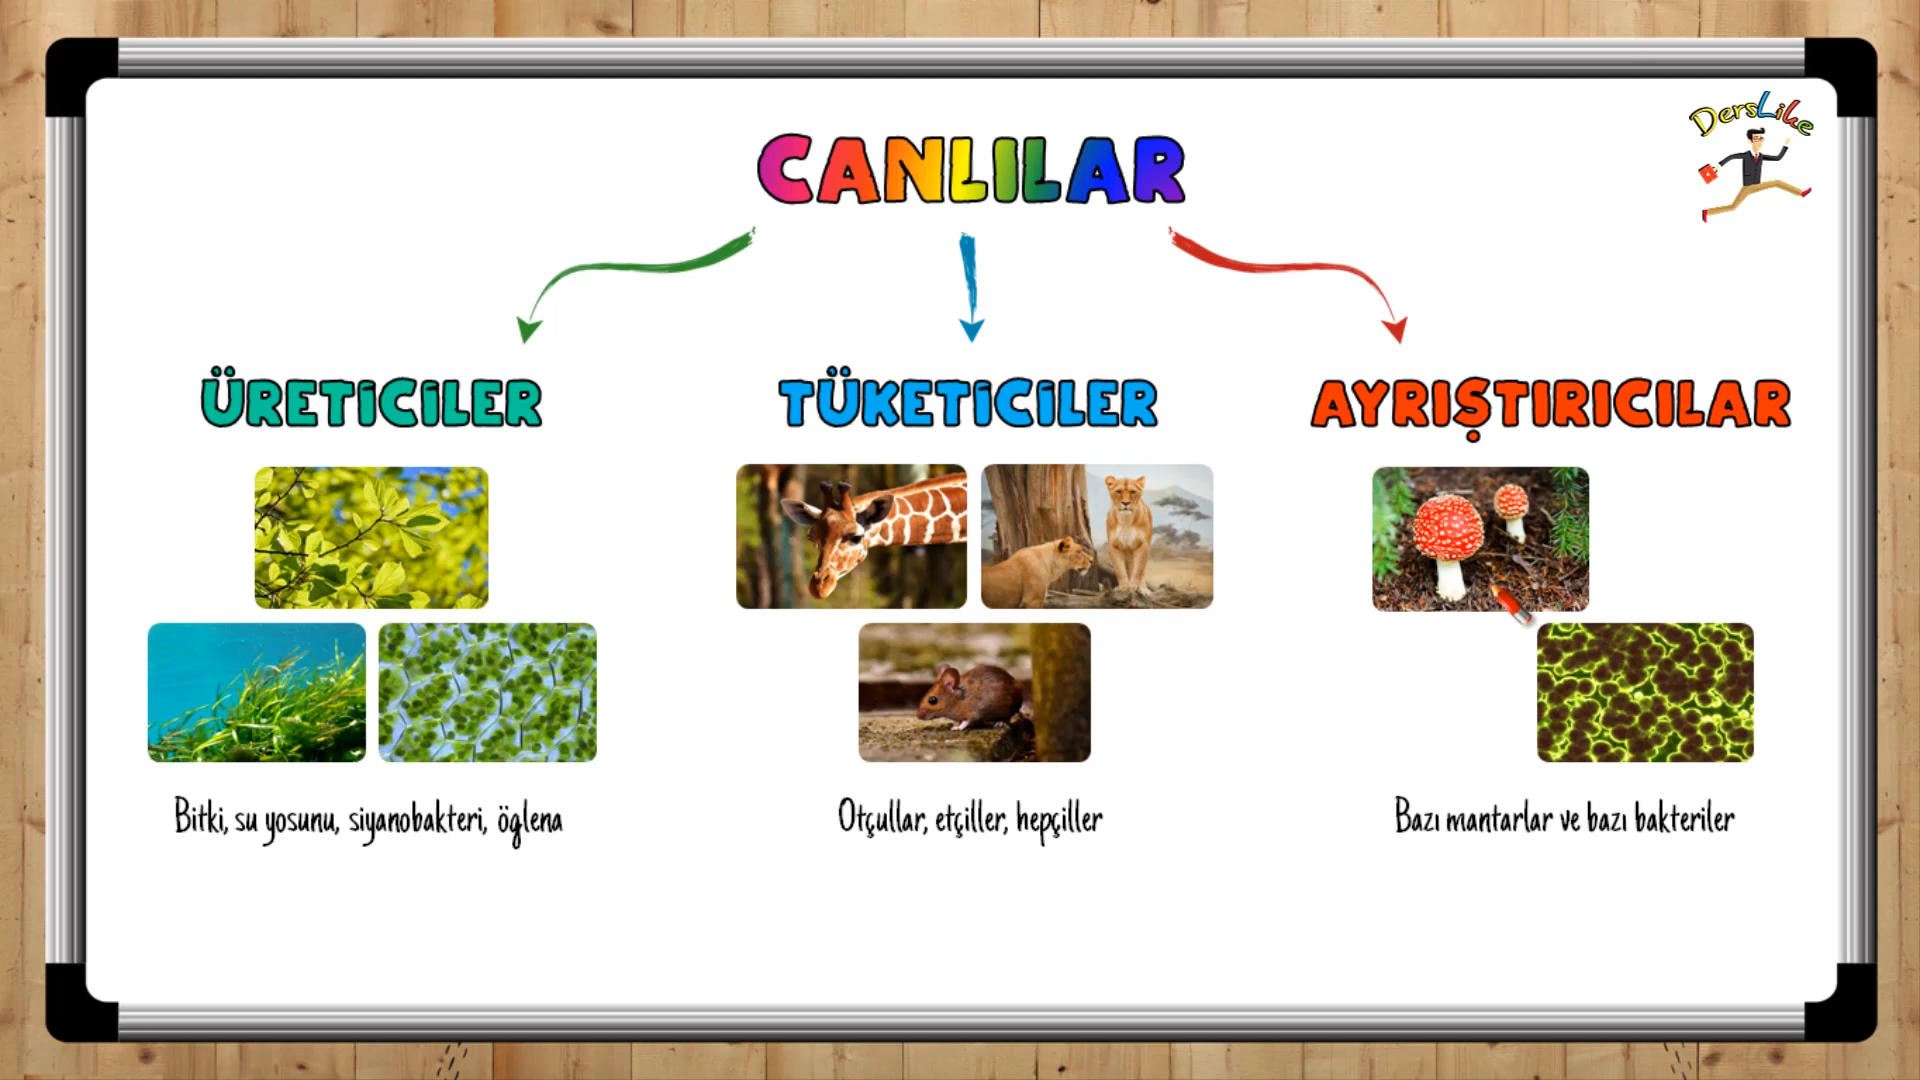 DersLike
CANLILAR
ÜRETİCİLER
TÜKETİCİLER
AYRIŞTIRICILAR
Bitki, su yosunu, siyanobakteri, öglena
Otçullar, etçiller, hepçiller
Bazı mantarlar ve bazı bakteriler